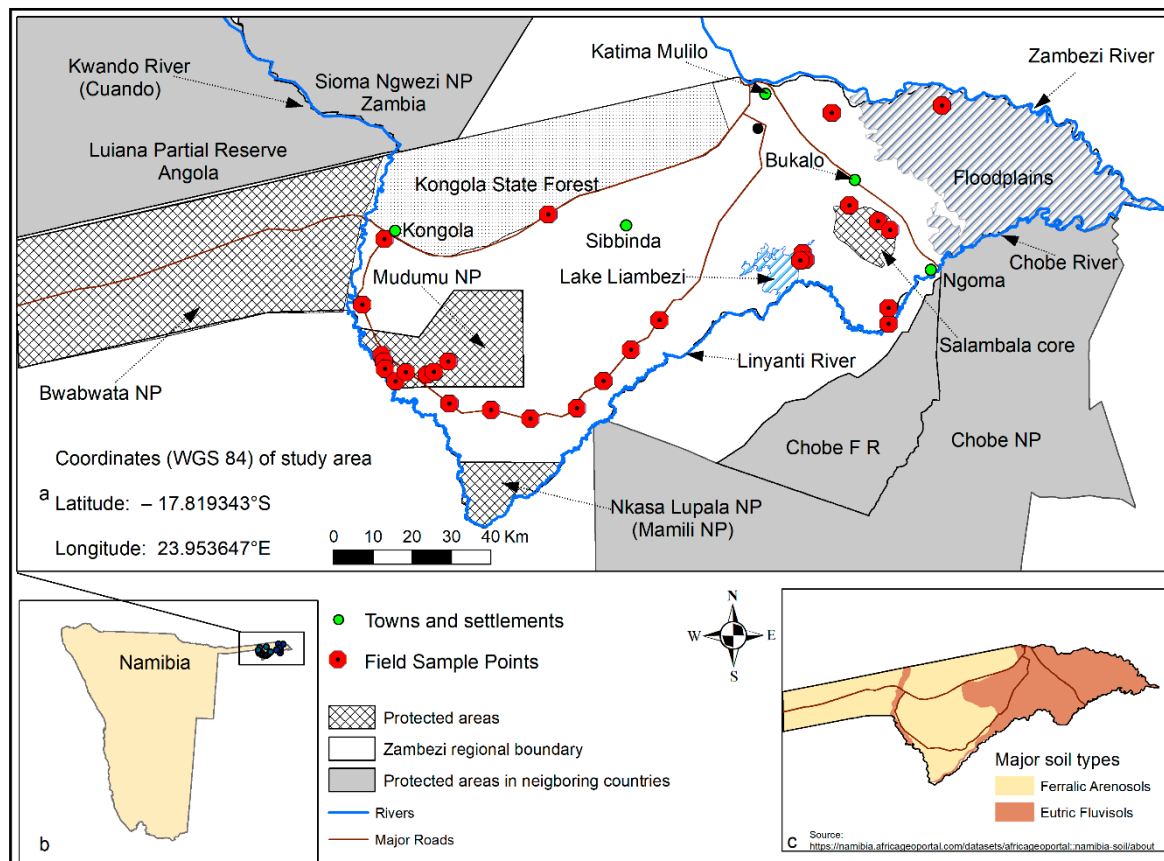 Katima Mulilo
Zambezi River
Kwando River
(Cuando)
Sioma Ngwezi NP
Zambia
Luiana Partial Reserve
Angola
Bukalo
Floodplains
Kongola State Forest
Kongola
Sibbinda
Mudumu NP
Lake Liambezi
Chobe River
Ngoma
Salambala core
Linyanti River
Bwabwata NP
Chobe F R
Chobe NP
Coordinates (WGS 84) of study area
a
Latitude: – 17.819343°S
Longitude: 23.953647°E
Nkasa Lupala NP
(Mamili NP)
0 10 20 30 40 Km
Namibia
b
Towns and settlements
Field Sample Points
Protected areas
Zambezi regional boundary
Protected areas in neigboring countries
Rivers
Major Roads
N
W E
S
Major soil types
Ferralic Arenosols
Eutric Fluvisols
c
Source:
https://namibia.africageoportal.com/datasets/africageoportal::namibia-soil/about